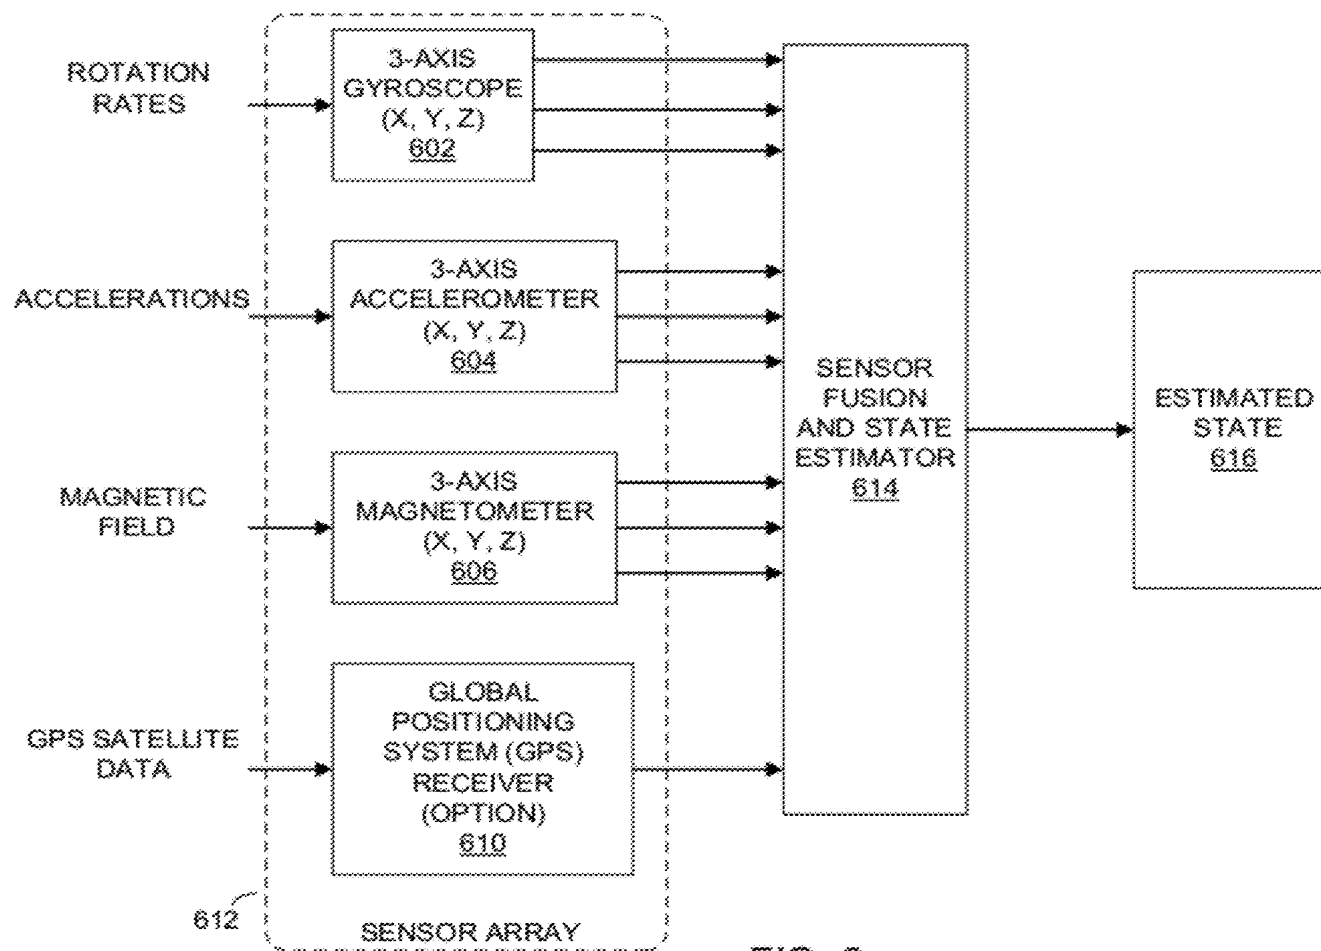 ROTATION
RATES
3-AXIS
GYROSCOPE
(X, Y, Z)
602
ACCELERATIONS
3-AXIS
ACCELEROMETER
(X, Y, Z)
604
MAGNETIC
FIELD
3-AXIS
MAGNETOMETER
(X, Y, Z)
606
GPS SATELLITE
DATA
GLOBAL
POSITIONING
SYSTEM (GPS)
RECEIVER
(OPTION)
610
612
SENSOR ARRAY
SENSOR
FUSION
AND STATE
ESTIMATOR
614
ESTIMATED
STATE
616